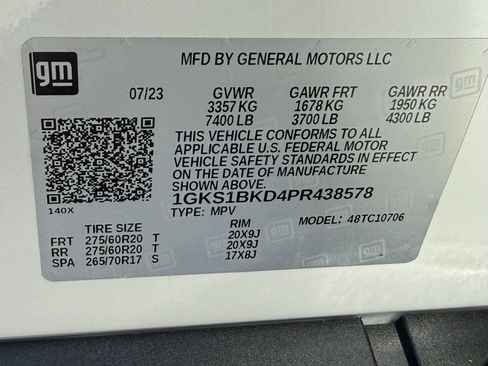 gm
MFD BY GENERAL MOTORS LLC
07/23 GVWR GAWR FRT GAWR RR
3357 KG 1678 KG 1950 KG
7400 LB 3700 LB 4300 LB
THIS VEHICLE CONFORMS TO ALL
APPLICABLE U.S. FEDERAL MOTOR
VEHICLE SAFETY STANDARDS IN EFFECT
ON THE DATE OF MANUFACTURE
SHOWN ABOVE.
1GKS1BKD4PR438578
140X TYPE: MPV MODEL: 48TC10706
TIRE SIZE RIM
FRT 275/60R20 T 20X9J
RR 275/60R20 T 20X9J
SPA 265/70R17 S 17X8J